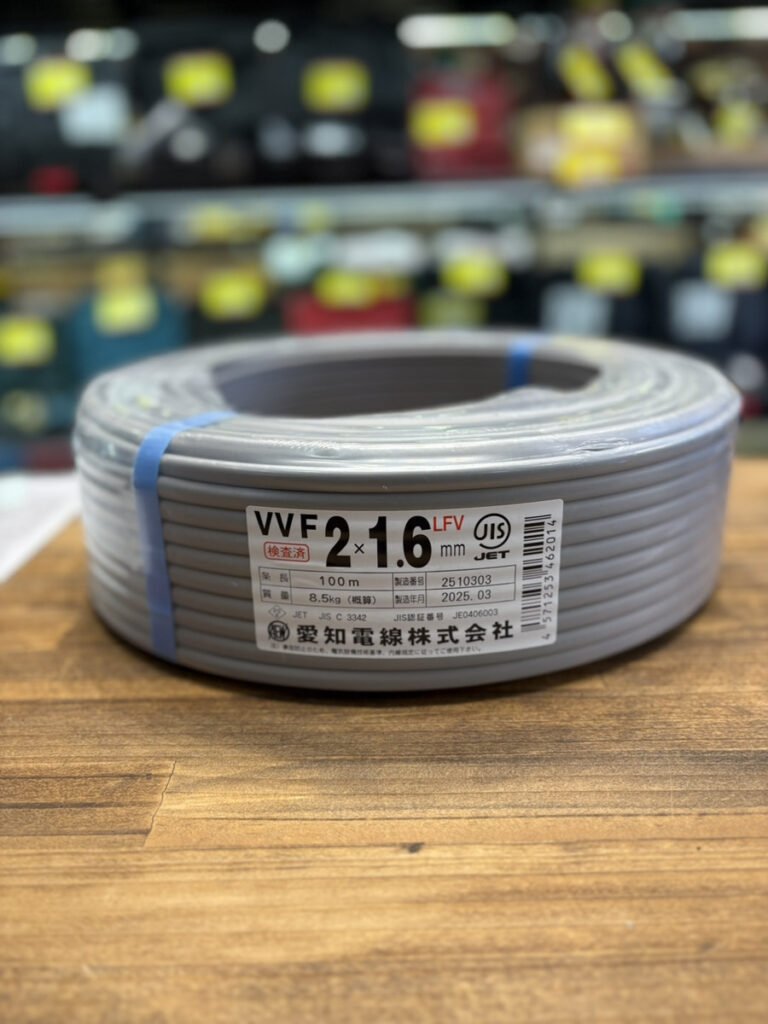 VVF 2×1.6 mm LFV
検査済
JIS
JET
条長 100m 製造番号 2510303
質量 8.5kg (概算) 製造年月 2025.03
JET JIS C 3342 JIS認証番号 JE0406003
愛知電線株式会社
4 571253 462014